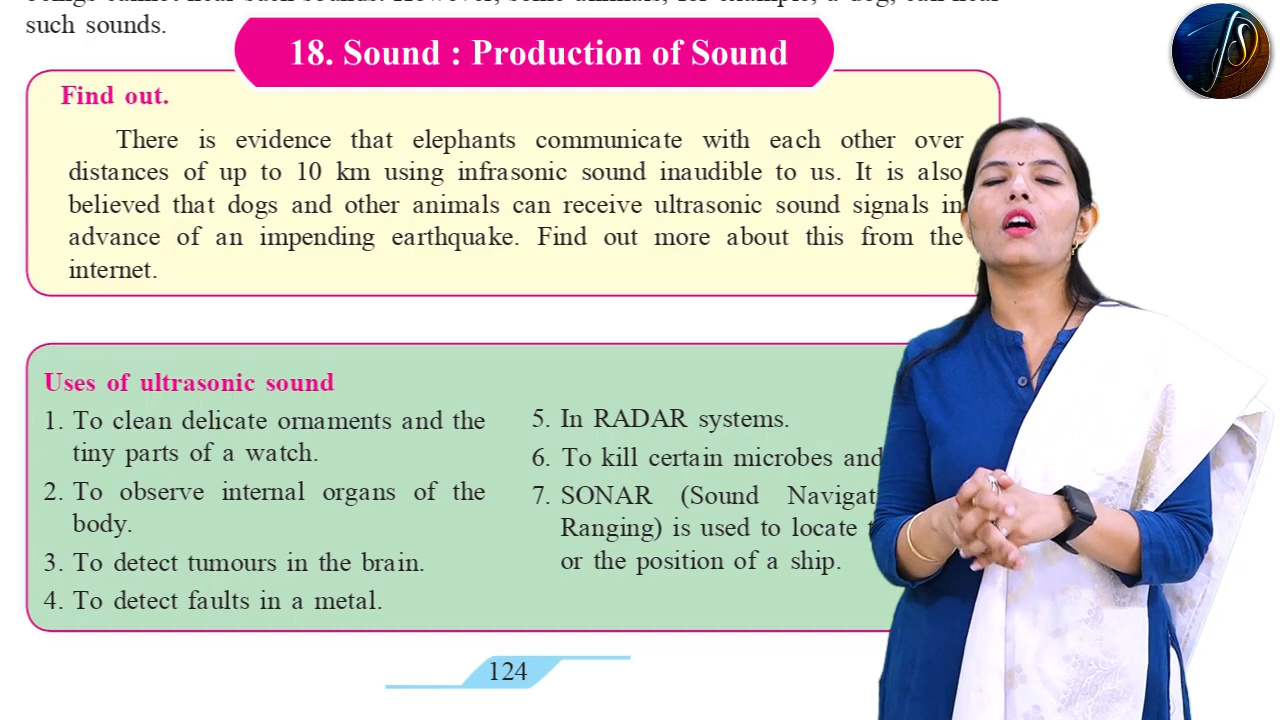 such sounds.
18. Sound : Production of Sound
Find out.
There is evidence that elephants communicate with each other over
distances of up to 10 km using infrasonic sound inaudible to us. It is also
believed that dogs and other animals can receive ultrasonic sound signals in
advance of an impending earthquake. Find out more about this from the
internet.
Uses of ultrasonic sound
1. To clean delicate ornaments and the
tiny parts of a watch.
2. To observe internal organs of the
body.
3. To detect tumours in the brain.
4. To detect faults in a metal.
5. In RADAR systems.
6. To kill certain microbes and
7. SONAR (Sound
Ranging) is used to locate
or the position of a ship.
124